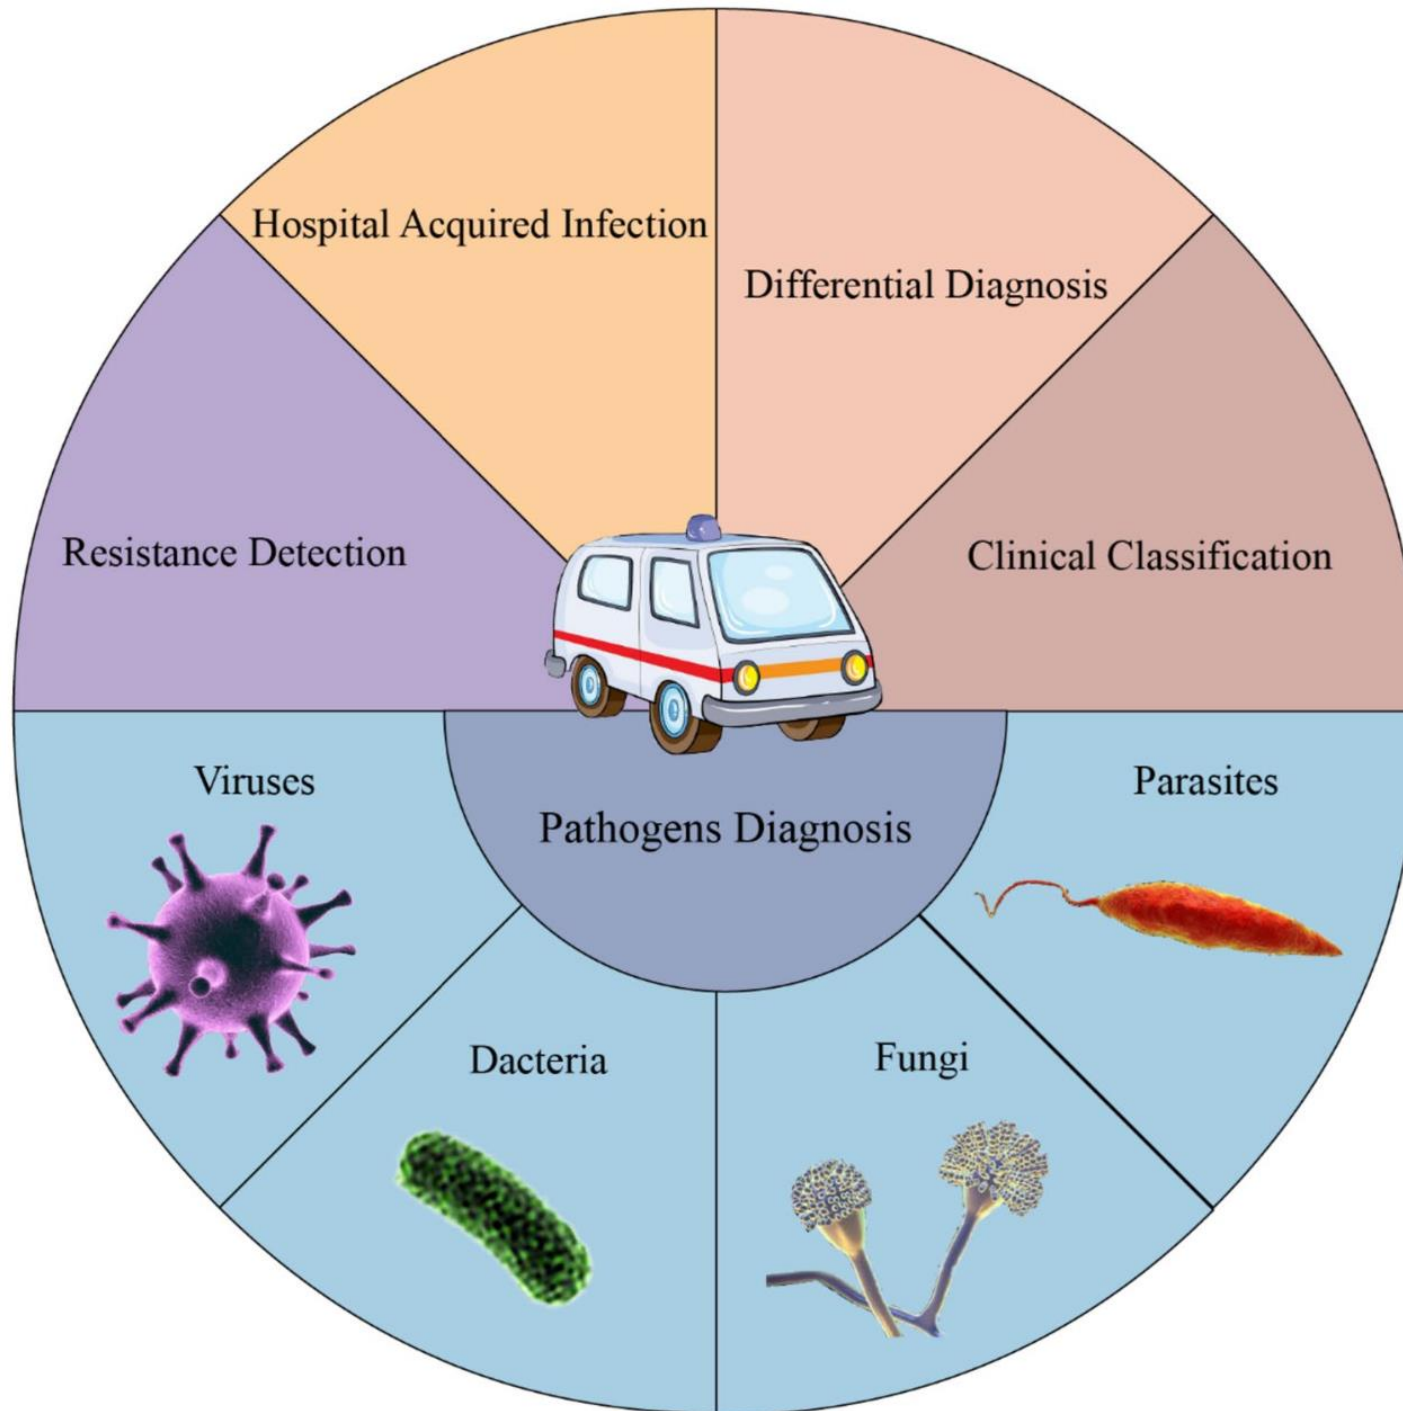 Hospital Acquired Infection
Differential Diagnosis
Resistance Detection
Clinical Classification
Viruses
Parasites
Pathogens Diagnosis
Dacteria
Fungi